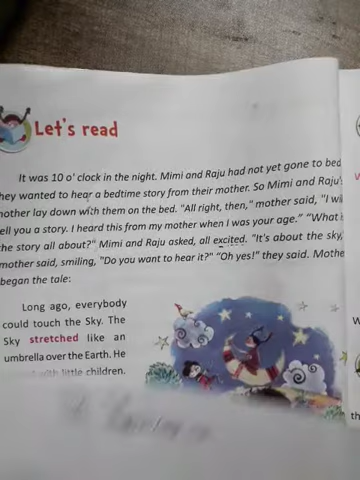 Let's read
It was 10 o' clock in the night. Mimi and Raju had not yet gone to bed
hey wanted to hear a bedtime story from their mother. So Mimi and Raju's
nother lay down with them on the bed. "All right, then," mother said, "I wil
ell you a story. I heard this from my mother when I was your age." "What i
the story all about?" Mimi and Raju asked, all excited. "It's about the sky,
mother said, smiling, "Do you want to hear it?" "Oh yes!" they said. Mothe
began the tale:
Long ago, everybody
could touch the Sky. The
Sky stretched like an
umbrella over the Earth. He
with little children.
W
th